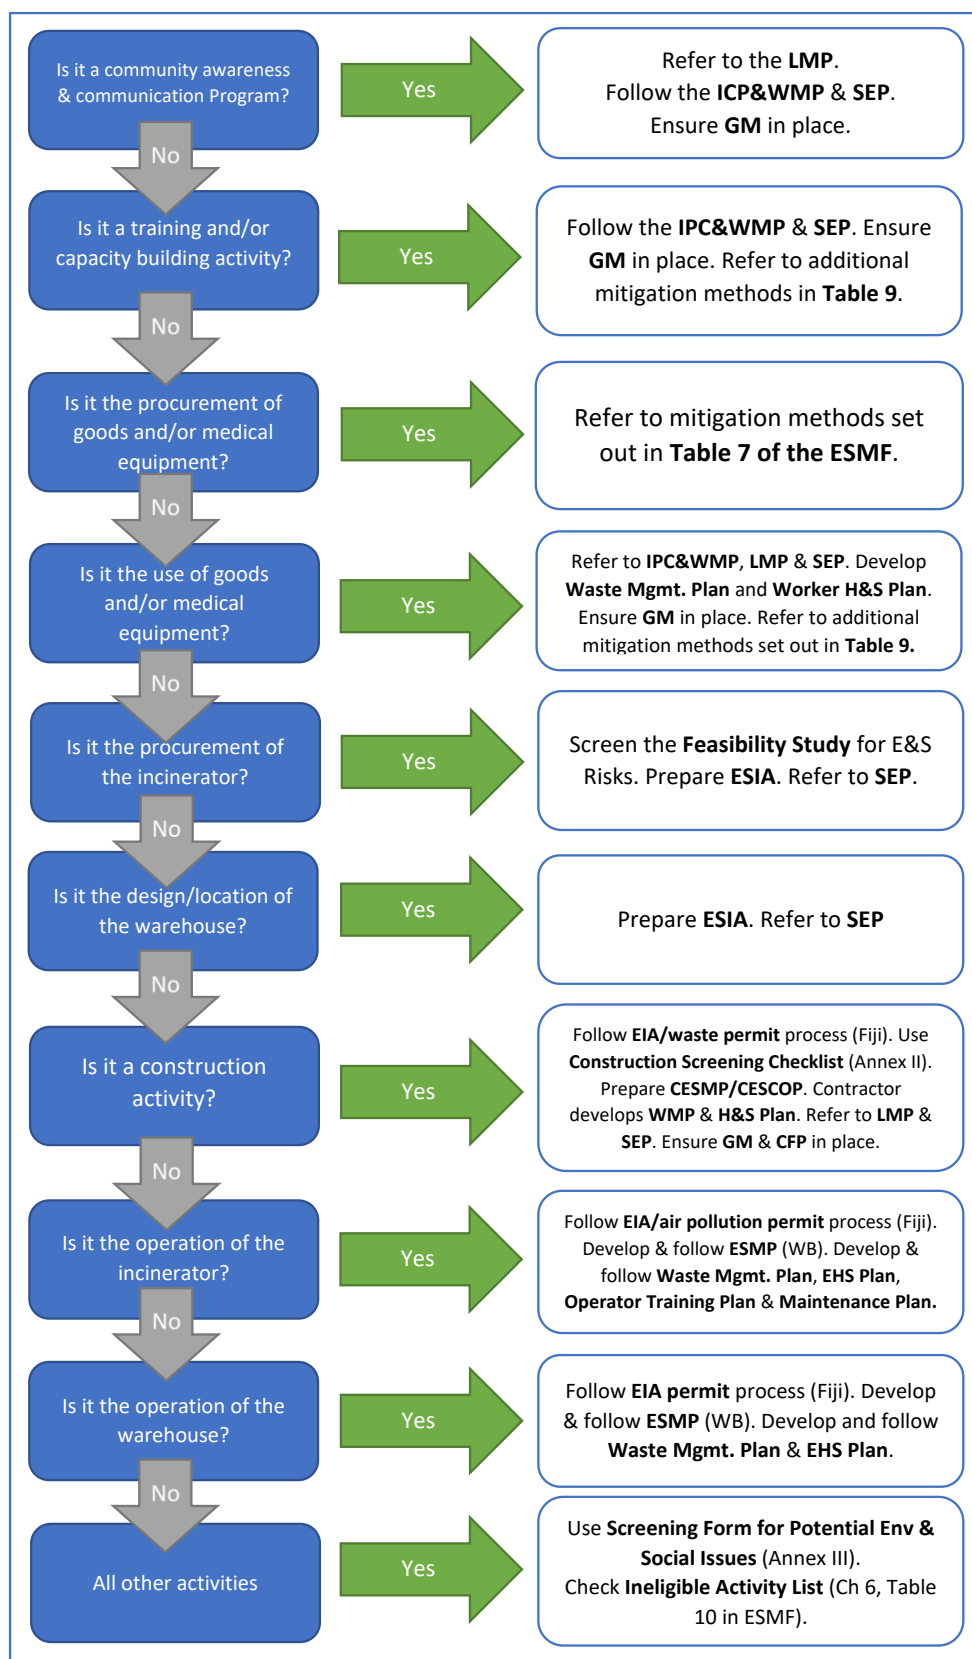 Is it a community awareness
& communication Program?
Yes
Refer to the LMP.
Follow the ICP&WMP & SEP.
Ensure GM in place.
No
Is it a training and/or
capacity building activity?
Yes
Follow the IPC&WMP & SEP. Ensure
GM in place. Refer to additional
mitigation methods in Table 9.
No
Is it the procurement of
goods and/or medical
equipment?
Yes
Refer to mitigation methods set
out in Table 7 of the ESMF.
No
Is it the use of goods
and/or medical
equipment?
Yes
Refer to IPC&WMP, LMP & SEP. Develop
Waste Mgmt. Plan and Worker H&S Plan.
Ensure GM in place. Refer to additional
mitigation methods set out in Table 9.
No
Is it the procurement of
the incinerator?
Yes
Screen the Feasibility Study for E&S
Risks. Prepare ESIA. Refer to SEP.
No
Is it the design/location of
the warehouse?
Yes
Prepare ESIA. Refer to SEP
No
Is it a construction
activity?
Yes
Follow EIA/waste permit process (Fiji). Use
Construction Screening Checklist (Annex II).
Prepare CESMP/CESCOP. Contractor
develops WMP & H&S Plan. Refer to LMP &
SEP. Ensure GM & CFP in place.
No
Is it the operation of the
incinerator?
Yes
Follow EIA/air pollution permit process (Fiji).
Develop & follow ESMP (WB). Develop &
follow Waste Mgmt. Plan, EHS Plan,
Operator Training Plan & Maintenance Plan.
No
Is it the operation of the
warehouse?
Yes
Follow EIA permit process (Fiji). Develop
& follow ESMP (WB). Develop and follow
Waste Mgmt. Plan & EHS Plan.
No
All other activities
Yes
Use Screening Form for Potential Env &
Social Issues (Annex III).
Check Ineligible Activity List (Ch 6, Table
10 in ESMF).